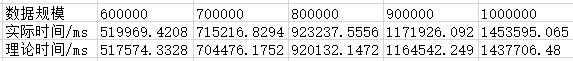 数据规模 600000 700000 800000 900000 1000000
实际时间/ms 519969.4208 715216.8294 923237.5556 1171926.092 1453595.065
理论时间/ms 517574.3328 704476.1752 920132.1472 1164542.249 1437706.48